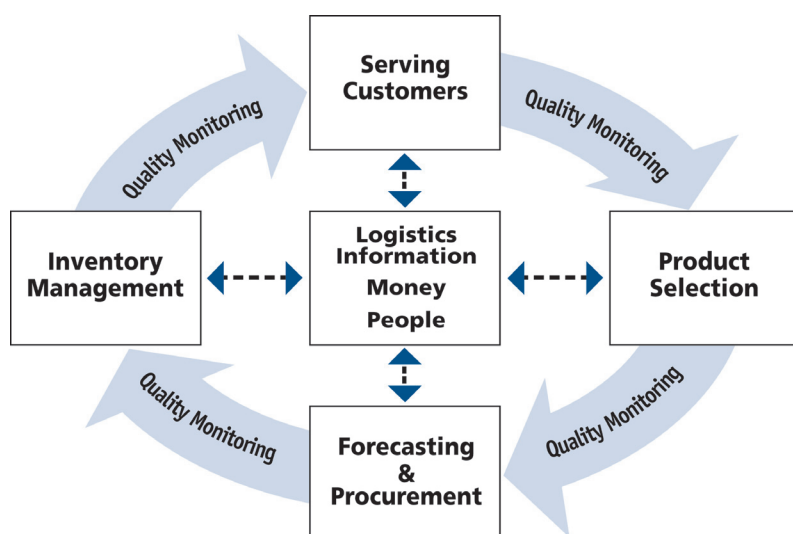 Serving
Customers
Quality Monitoring
Quality Monitoring
Inventory
Management
Logistics
Information
Money
People
Product
Selection
Quality Monitoring
Quality Monitoring
Forecasting
&
Procurement